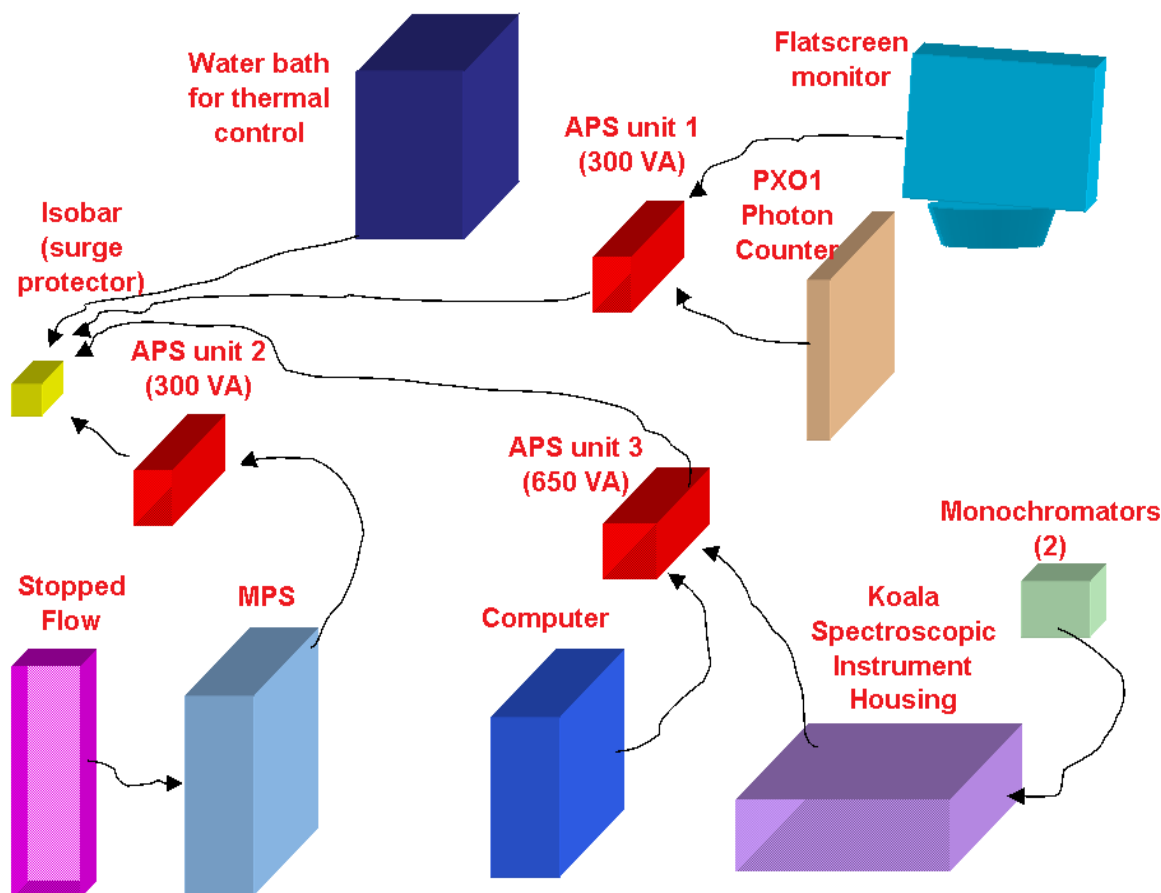 Water bath
for thermal
control
Flatscreen
monitor
APS unit 1
(300 VA)
PXO1
Photon
Counter
Isobar
(surge
protector)
APS unit 2
(300 VA)
APS unit 3
(650 VA)
Monochromators
(2)
Stopped
Flow
MPS
Computer
Koala
Spectroscopic
Instrument
Housing